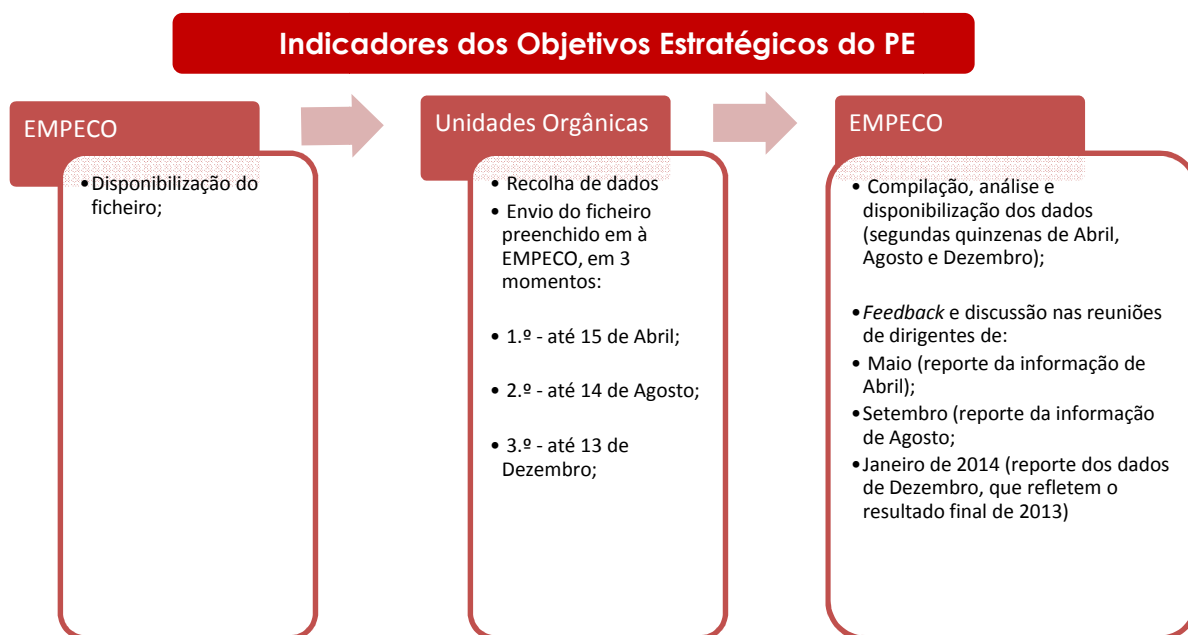 Indicadores dos Objetivos Estratégicos do PE
EMPECO
•Disponibilização do
ficheiro;
Unidades Orgânicas
• Recolha de dados
• Envio do ficheiro
preenchido em à
EMPECO, em 3
momentos:
• 1.º - até 15 de Abril;
• 2.º - até 14 de Agosto;
• 3.º - até 13 de
Dezembro;
EMPECO
• Compilação, análise e
disponibilização dos dados
(segundas quinzenas de Abril,
Agosto e Dezembro);
•Feedback e discussão nas reuniões
de dirigentes de:
• Maio (reporte da informação de
Abril);
•Setembro (reporte da informação
de Agosto;
•Janeiro de 2014 (reporte dos dados
de Dezembro, que refletem o
resultado final de 2013)